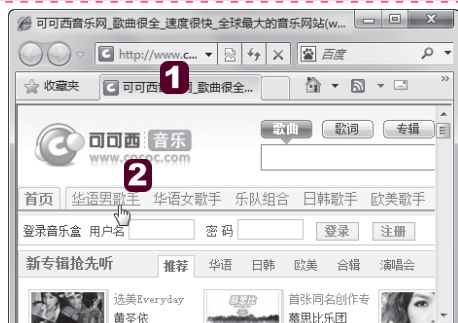 可可西音乐网_歌曲很全_速度很快_全球最大的音乐网站(w...
http://www.c... 百度
收藏夹 可可西 1 _歌曲很全...
可可西 音乐 歌曲 歌词 专辑
www.cococ.com
2
首页 华语男歌手 华语女歌手 乐队组合 日韩歌手 欧美歌手
登录音乐盒 用户名 密 码 登录 注册
新专辑抢先听 推荐 华语 日韩 欧美 合辑 演唱会
选美Everyday 首张同名创作专
黄圣依 慕思比乐团